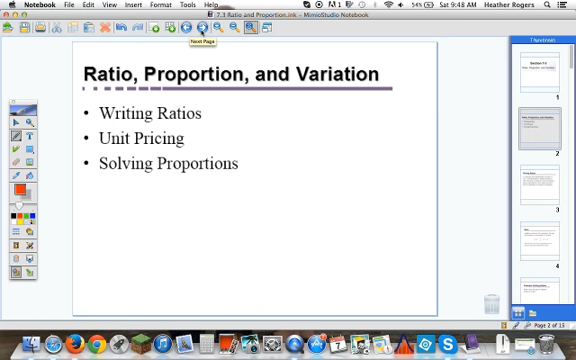 Notebook File Edit View Insert Format Tools Help
54% Sat 9:48 AM Heather Rogers
7.3 Ratio and Proportion.ink - MimioStudio Notebook
Next Page
Thumbnails
Ratio, Proportion, and Variation
• Writing Ratios
• Unit Pricing
• Solving Proportions
1
2
3
4
Page 2 of 15